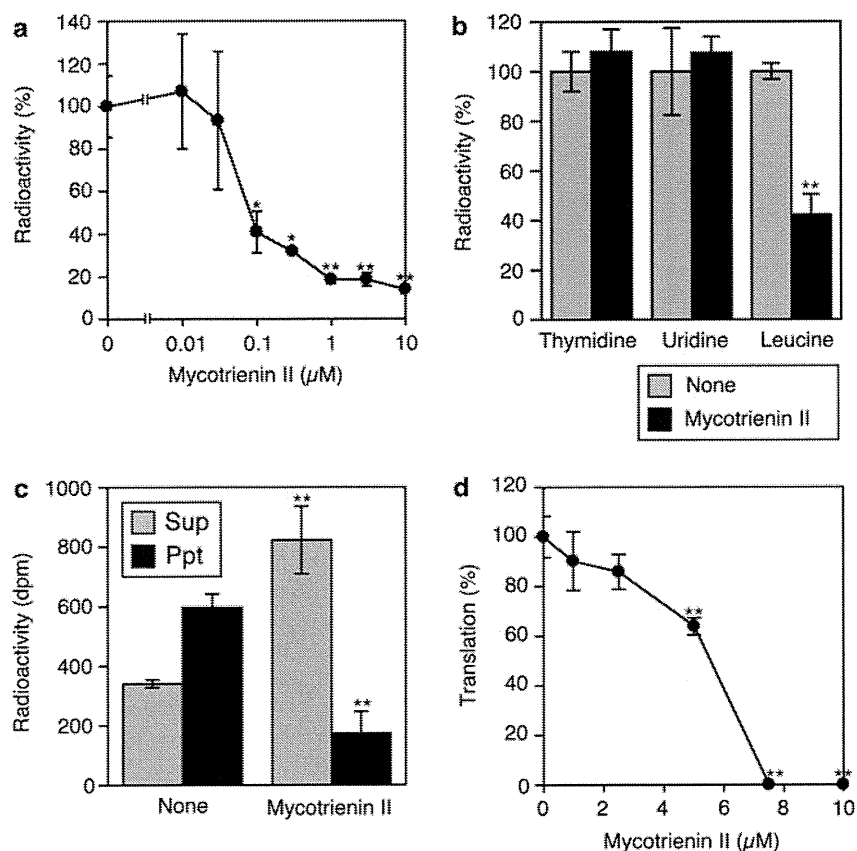 a
140
120
100
80
60
40
20
0
Radioactivity (%)
* * ** ** **
0 0.01 0.1 1 10
Mycotrienin II (µM)
b
120
100
80
60
40
20
0
Radioactivity (%)
**
Thymidine Uridine Leucine
None
Mycotrienin II
c
1000
800
600
400
200
0
Radioactivity (dpm)
Sup
Ppt
**
**
None Mycotrienin II
d
120
100
80
60
40
20
0
Translation (%)
**
** **
0 2 4 6 8 10
Mycotrienin II (µM)